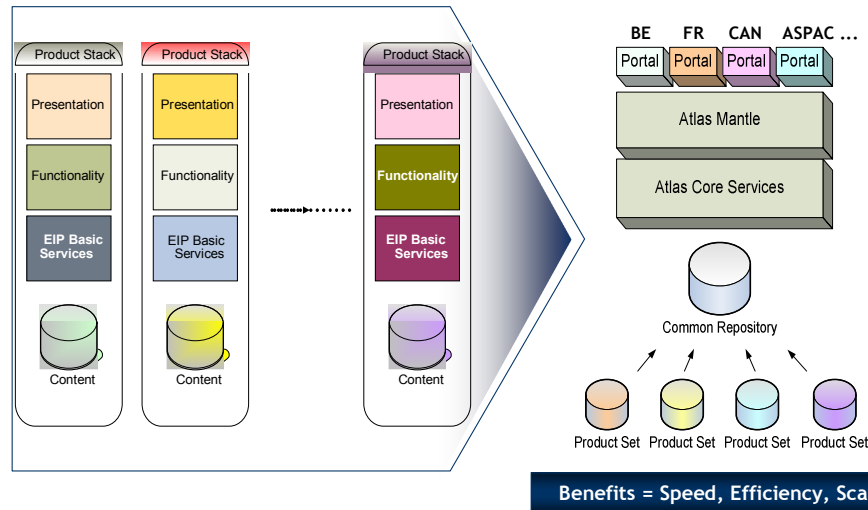 Product Stack
Presentation
Functionality
EIP Basic
Services
Content
Product Stack
Presentation
Functionality
EIP Basic
Services
Content
Product Stack
Presentation
Functionality
EIP Basic
Services
Content
BE FR CAN ASPAC ...
Portal Portal Portal Portal
Atlas Mantle
Atlas Core Services
Common Repository
Product Set Product Set Product Set Product Set
Benefits = Speed, Efficiency,